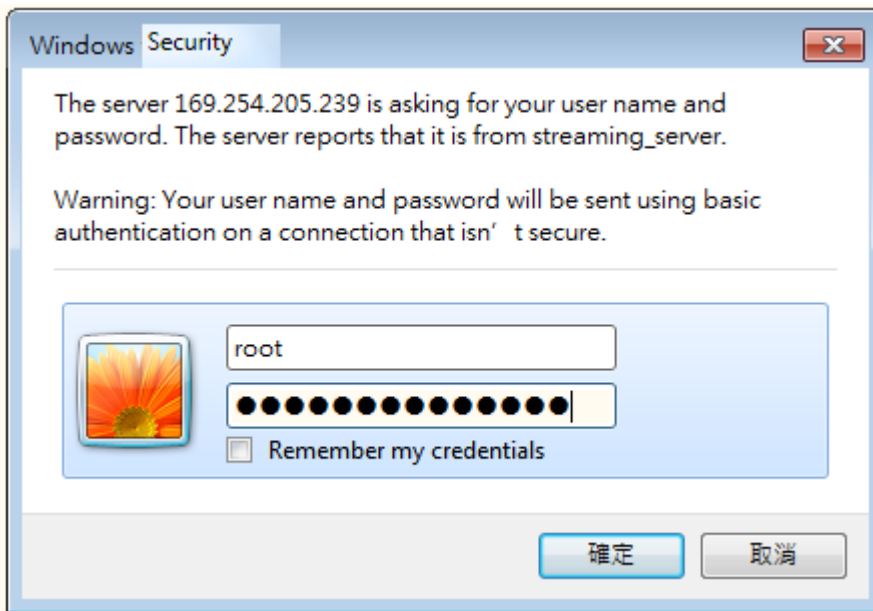 Windows Security
The server 169.254.205.239 is asking for your user name and
password. The server reports that it is from streaming_server.
Warning: Your user name and password will be sent using basic
authentication on a connection that isn' t secure.
root
●●●●●●●●●●●●●●
Remember my credentials
確定
取消